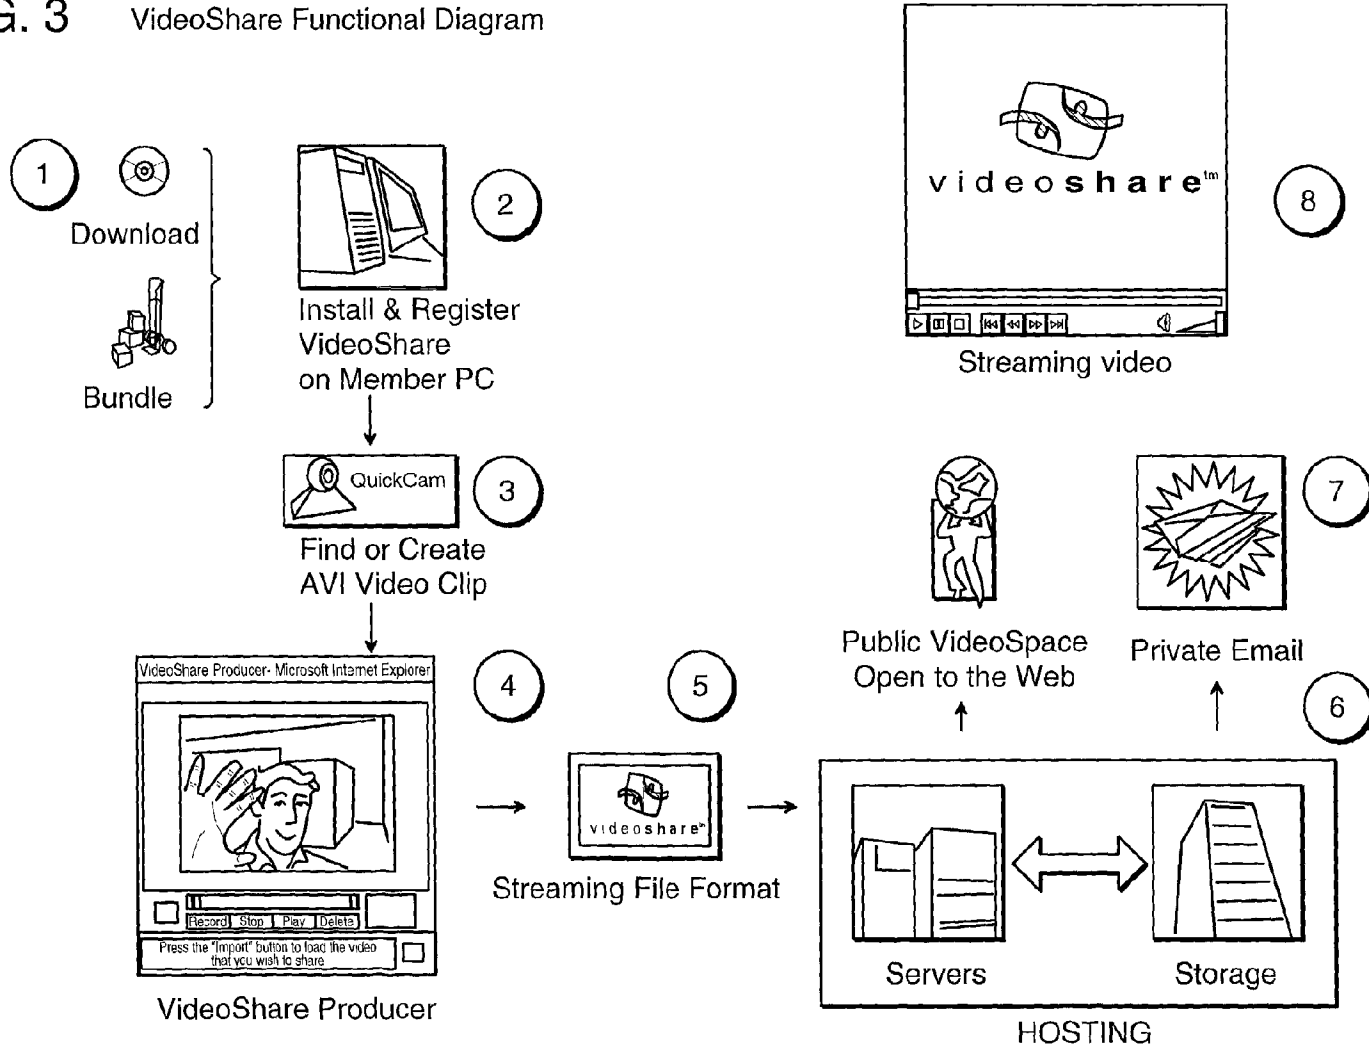 G. 3
VideoShare Functional Diagram
1
Download
Bundle
2
Install & Register
VideoShare
on Member PC
QuickCam
3
Find or Create
AVI Video Clip
VideoShare Producer- Microsoft Internet Explorer
Record Stop Play Delete
Press the "Import" button to load the video
that you wish to share
VideoShare Producer
4
5
videoshare™
Streaming File Format
videoshare™
Streaming video
8
Public VideoSpace
Open to the Web
7
Private Email
6
Servers
Storage
HOSTING